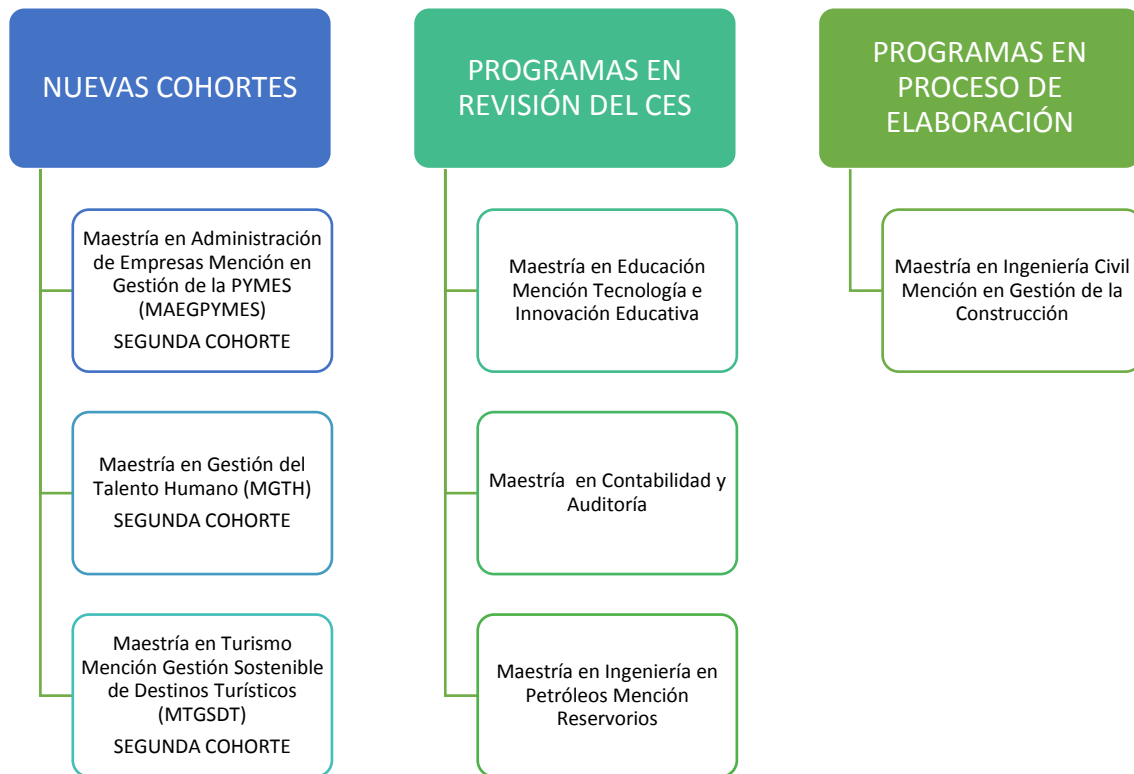 NUEVAS COHORTES
Maestría en Administración
de Empresas Mención en
Gestión de la PYMES
(MAEGPYMES)
SEGUNDA COHORTE
Maestría en Gestión del
Talento Humano (MGTH)
SEGUNDA COHORTE
Maestría en Turismo
Mención Gestión Sostenible
de Destinos Turísticos
(MTGSDT)
SEGUNDA COHORTE
PROGRAMAS EN
REVISIÓN DEL CES
Maestría en Educación
Mención Tecnología e
Innovación Educativa
Maestría en Contabilidad y
Auditoría
Maestría en Ingeniería en
Petróleos Mención
Reservorios
PROGRAMAS EN
PROCESO DE
ELABORACIÓN
Maestría en Ingeniería Civil
Mención en Gestión de la
Construcción